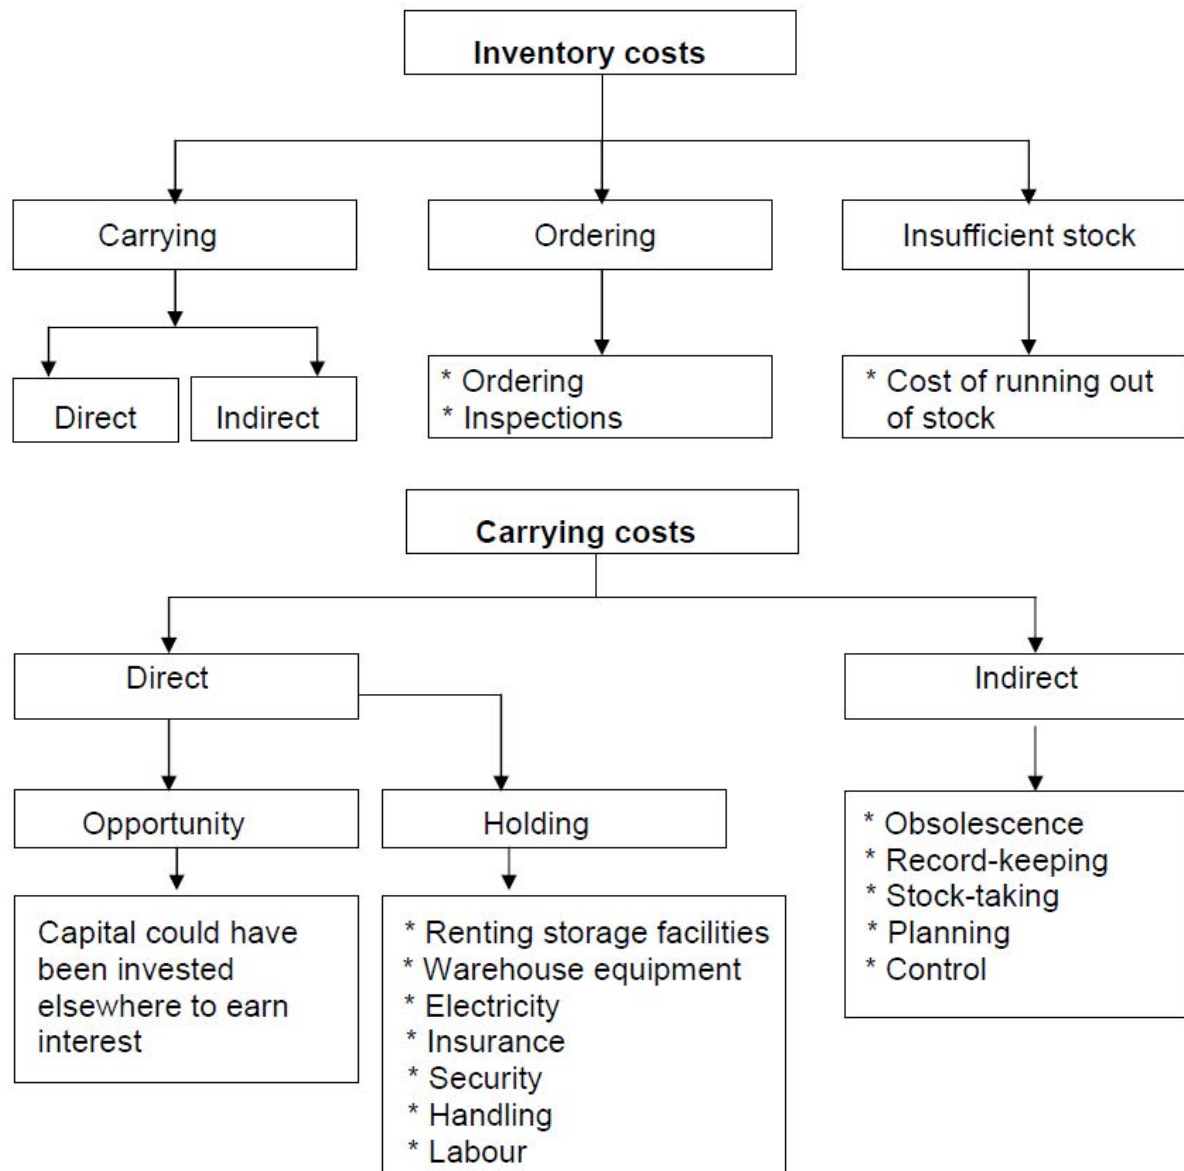 Inventory costs
Carrying
Ordering
Insufficient stock
Direct
Indirect
* Ordering
* Inspections
* Cost of running out
of stock
Carrying costs
Direct
Indirect
Opportunity
Holding
Capital could have
been invested
elsewhere to earn
interest
* Renting storage facilities
* Warehouse equipment
* Electricity
* Insurance
* Security
* Handling
* Labour
* Obsolescence
* Record-keeping
* Stock-taking
* Planning
* Control